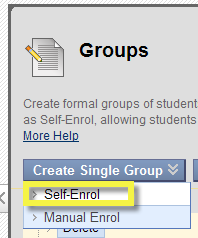 Groups
Create formal groups of student
as Self-Enrol, allowing students
More Help
Create Single Group
Self-Enrol
Manual Enrol
Delete